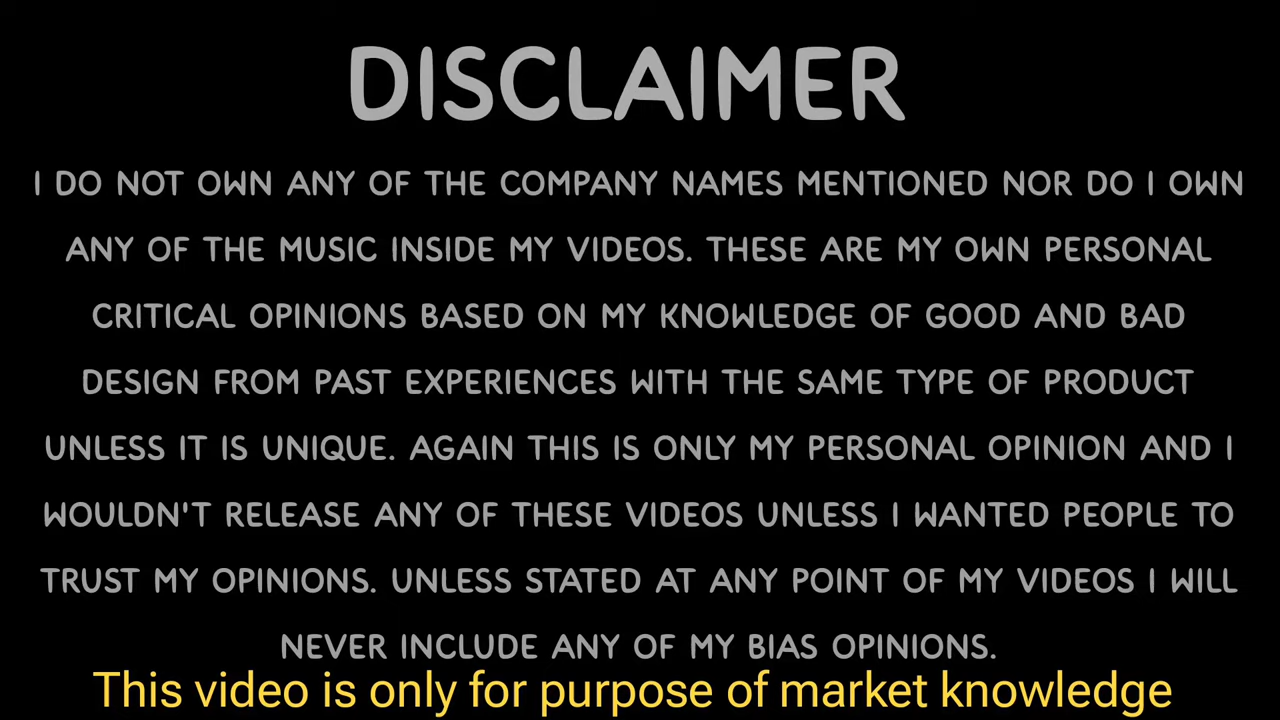 DISCLAIMER
I DO NOT OWN ANY OF THE COMPANY NAMES MENTIONED NOR DO I OWN
ANY OF THE MUSIC INSIDE MY VIDEOS. THESE ARE MY OWN PERSONAL
CRITICAL OPINIONS BASED ON MY KNOWLEDGE OF GOOD AND BAD
DESIGN FROM PAST EXPERIENCES WITH THE SAME TYPE OF PRODUCT
UNLESS IT IS UNIQUE. AGAIN THIS IS ONLY MY PERSONAL OPINION AND I
WOULDN'T RELEASE ANY OF THESE VIDEOS UNLESS I WANTED PEOPLE TO
TRUST MY OPINIONS. UNLESS STATED AT ANY POINT OF MY VIDEOS I WILL
NEVER INCLUDE ANY OF MY BIAS OPINIONS.
This video is only for purpose of market knowledge